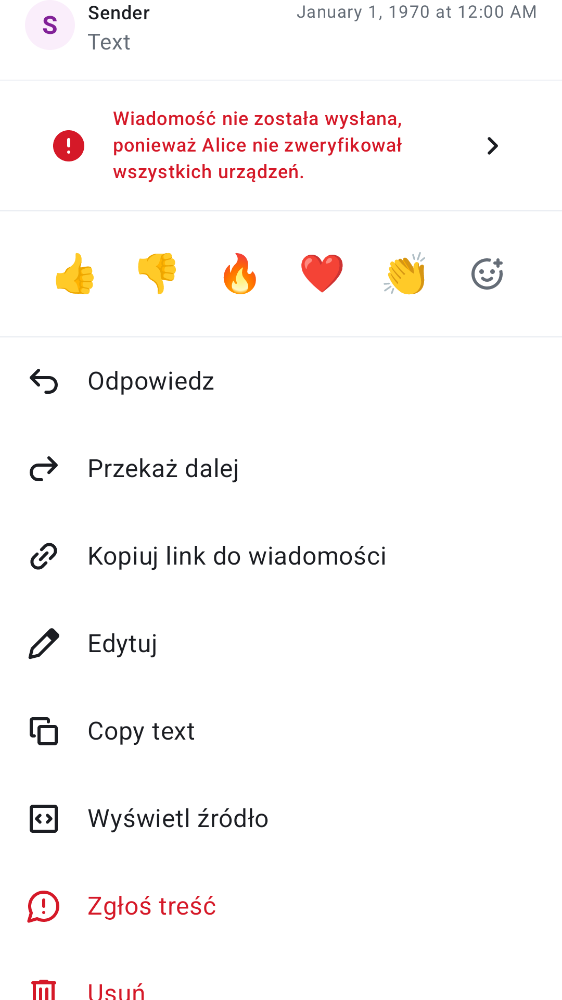 S
Sender
January 1, 1970 at 12:00 AM
Text
Wiadomość nie została wysłana,
ponieważ Alice nie zweryfikował
wszystkich urządzeń.
Odpowiedz
Przekaż dalej
Kopiuj link do wiadomości
Edytuj
Copy text
Wyświetl źródło
Zgłoś treść
Usuń